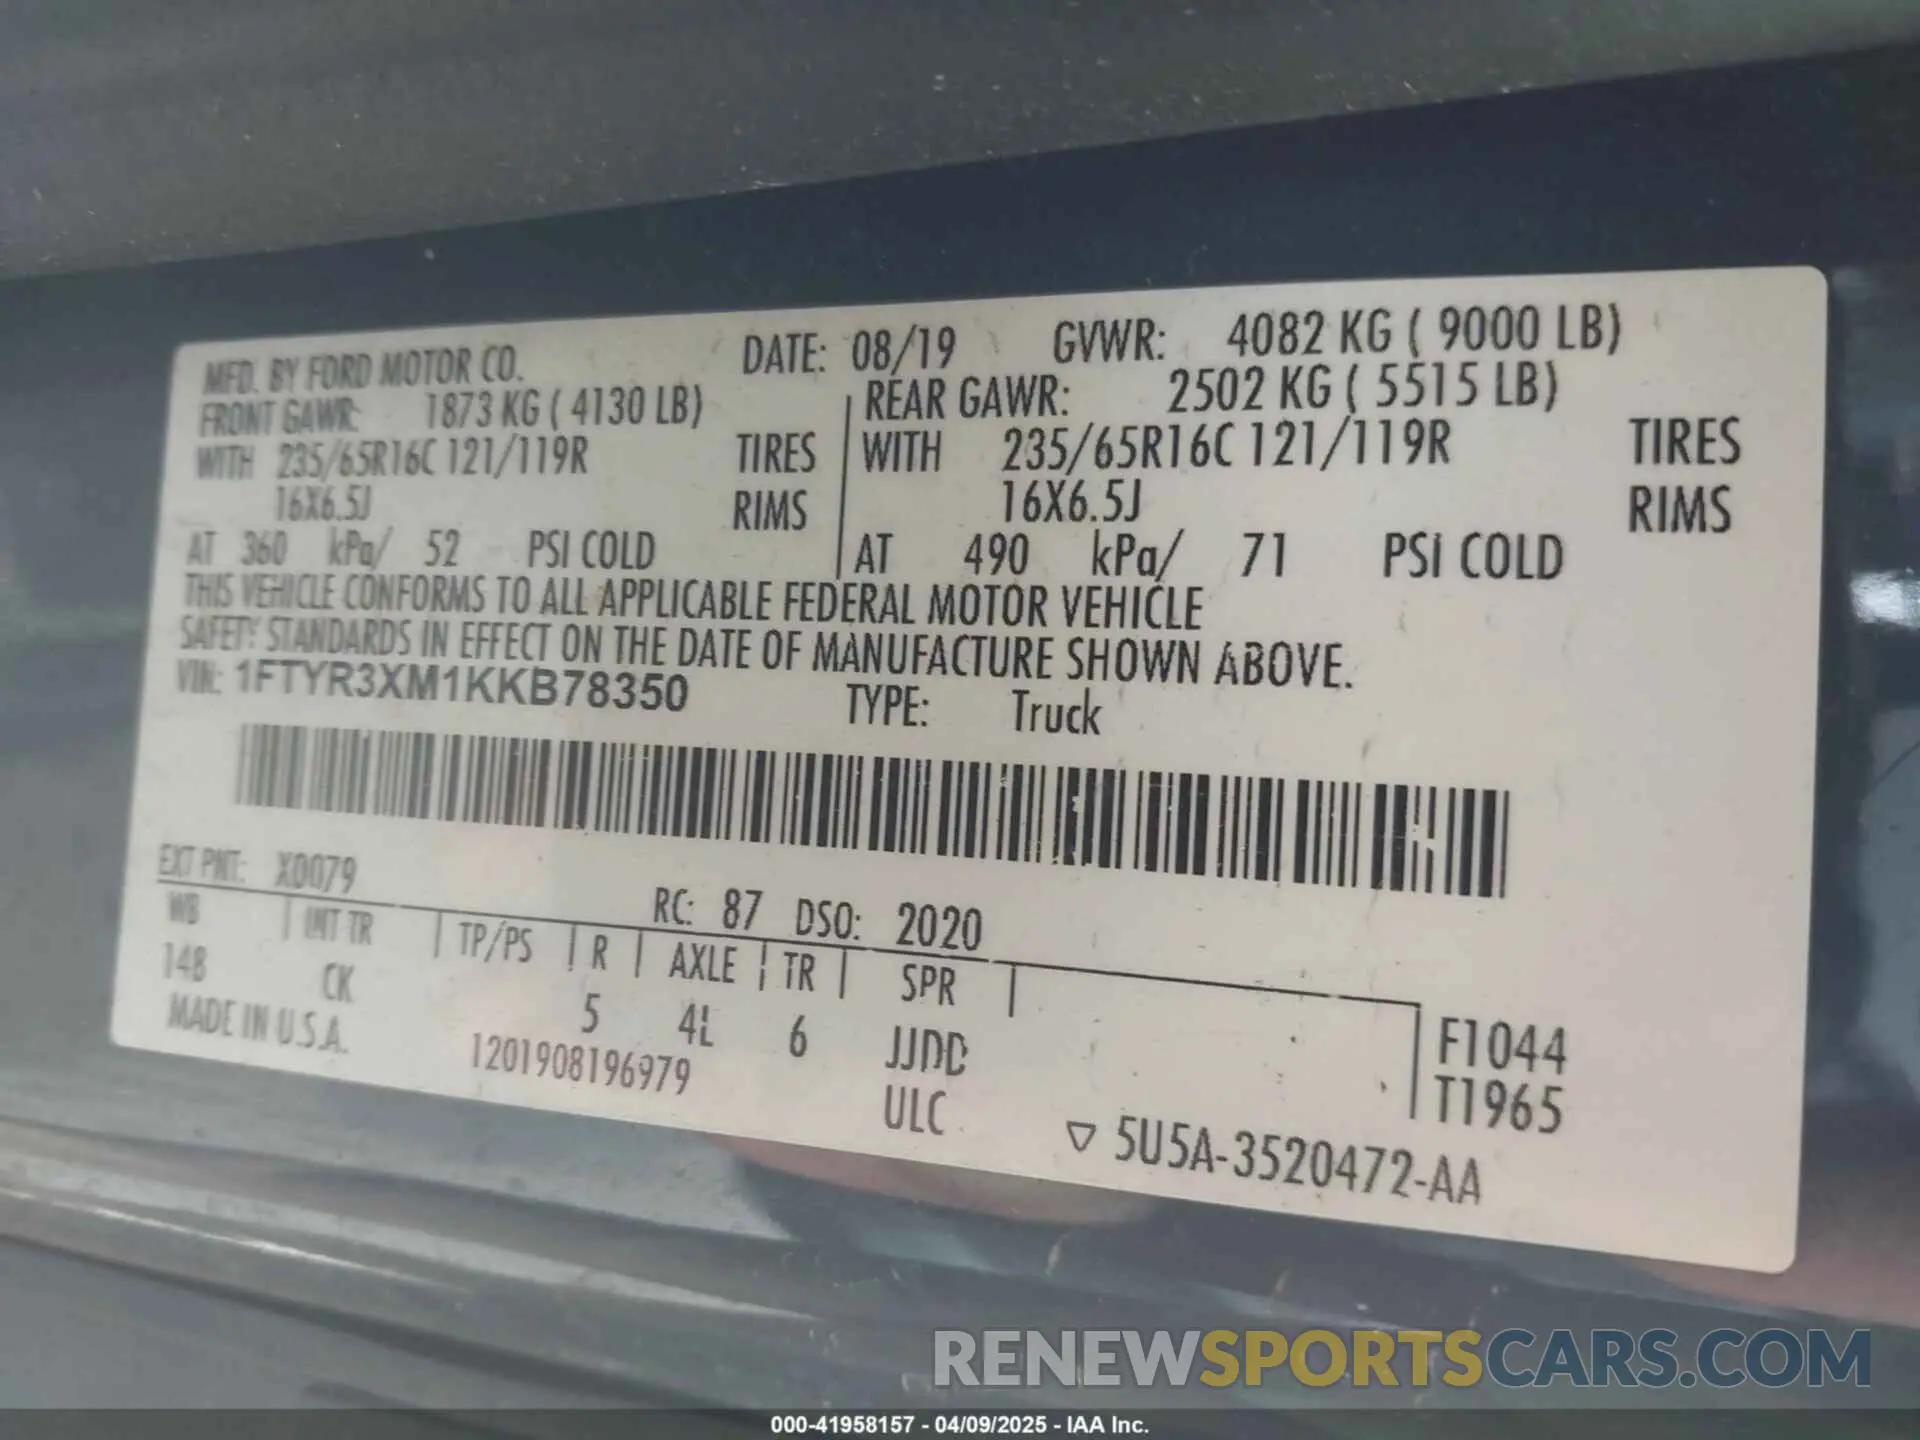 MFD. BY FORD MOTOR CO. DATE: 08/19 GVWR: 4082 KG ( 9000 LB)
FRONT GAWR: 1873 KG ( 4130 LB) REAR GAWR: 2502 KG ( 5515 LB)
WITH 235/65R16C 121/119R TIRES WITH 235/65R16C 121/119R TIRES
16X6.5J RIMS 16X6.5J RIMS
AT 360 kPa/ 52 PSI COLD AT 490 kPa/ 71 PSI COLD
THIS VEHICLE CONFORMS TO ALL APPLICABLE FEDERAL MOTOR VEHICLE
SAFETY STANDARDS IN EFFECT ON THE DATE OF MANUFACTURE SHOWN ABOVE.
VIN: 1FTYR3XM1KKB78350 TYPE: Truck
EXT PNT: X0079 RC: 87 DSO: 2020
WB INT TR TP/PS R AXLE TR SPR
148 CK 5 4L 6 JJDD F1044
MADE IN U.S.A. 1201908196979 ULC T1965
▽ 5U5A-3520472-AA
RENEWSPORTSCARS.COM
000-41958157 - 04/09/2025 - IAA Inc.